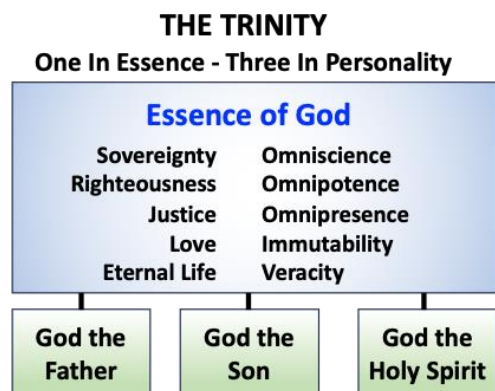 THE TRINITY
One In Essence - Three In Personality
Essence of God
Sovereignty Omniscience
Righteousness Omnipotence
Justice Omnipresence
Love Immutability
Eternal Life Veracity
God the Father
God the Son
God the Holy Spirit